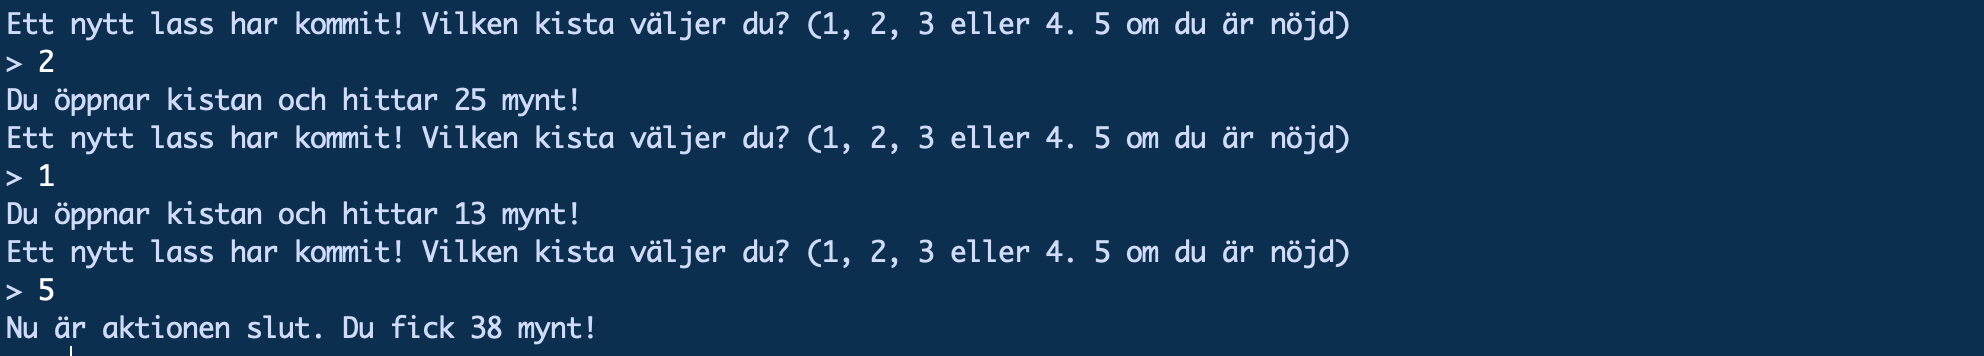 Ett nytt lass har kommit! Vilken kista väljer du? (1, 2, 3 eller 4. 5 om du är nöjd)
> 2
Du öppnar kistan och hittar 25 mynt!
Ett nytt lass har kommit! Vilken kista väljer du? (1, 2, 3 eller 4. 5 om du är nöjd)
> 1
Du öppnar kistan och hittar 13 mynt!
Ett nytt lass har kommit! Vilken kista väljer du? (1, 2, 3 eller 4. 5 om du är nöjd)
> 5
Nu är aktionen slut. Du fick 38 mynt!